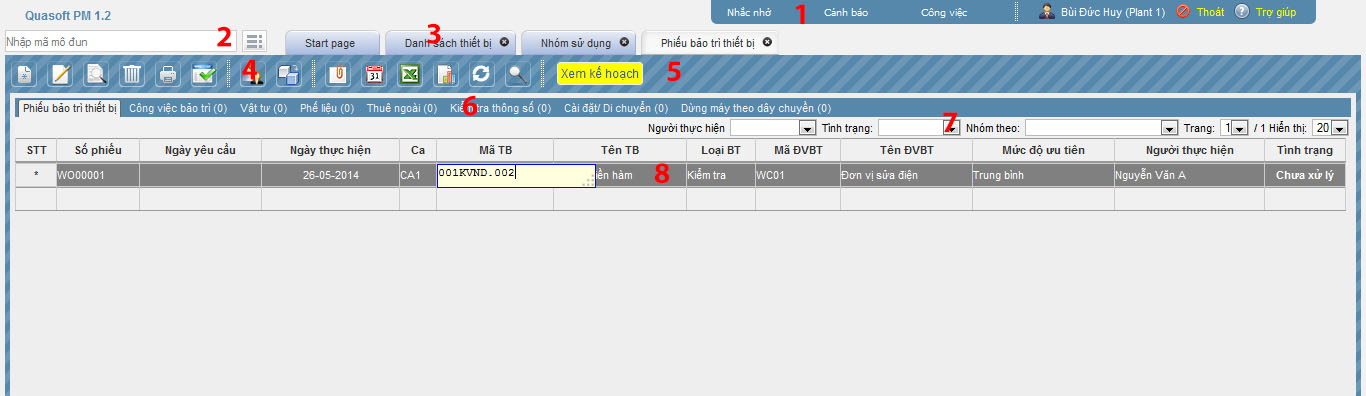 Quasoft PM 1.2
Nhắc nhở 1 Cảnh báo Công việc Bùi Đức Huy (Plant 1) Thoát Trợ giúp
Nhập mã mô đun 2 Start page Danh sách thiết bị 3 Nhóm sử dụng Phiếu bảo trì thiết bị
4 31 Xem kế hoạch 5
Phiếu bảo trì thiết bị Công việc bảo trì (0) Vật tư (0) Phế liệu (0) Thuê ngoài (0) Kiểm tra thông số (0) 6 Cài đặt/ Di chuyển (0) Dừng máy theo dây chuyền (0)
Người thực hiện Tình trạng: 7 Nhóm theo: Trang: 1 / 1 Hiển thị: 20
STT Số phiếu Ngày yêu cầu Ngày thực hiện Ca Mã TB Tên TB Loại BT Mã ĐVBT Tên ĐVBT Mức độ ưu tiên Người thực hiện Tình trạng
* WO00001 26-05-2014 CA1 001KVND.002 hàm 8 Kiểm tra WC01 Đơn vị sửa điện Trung bình Nguyễn Văn A Chưa xử lý